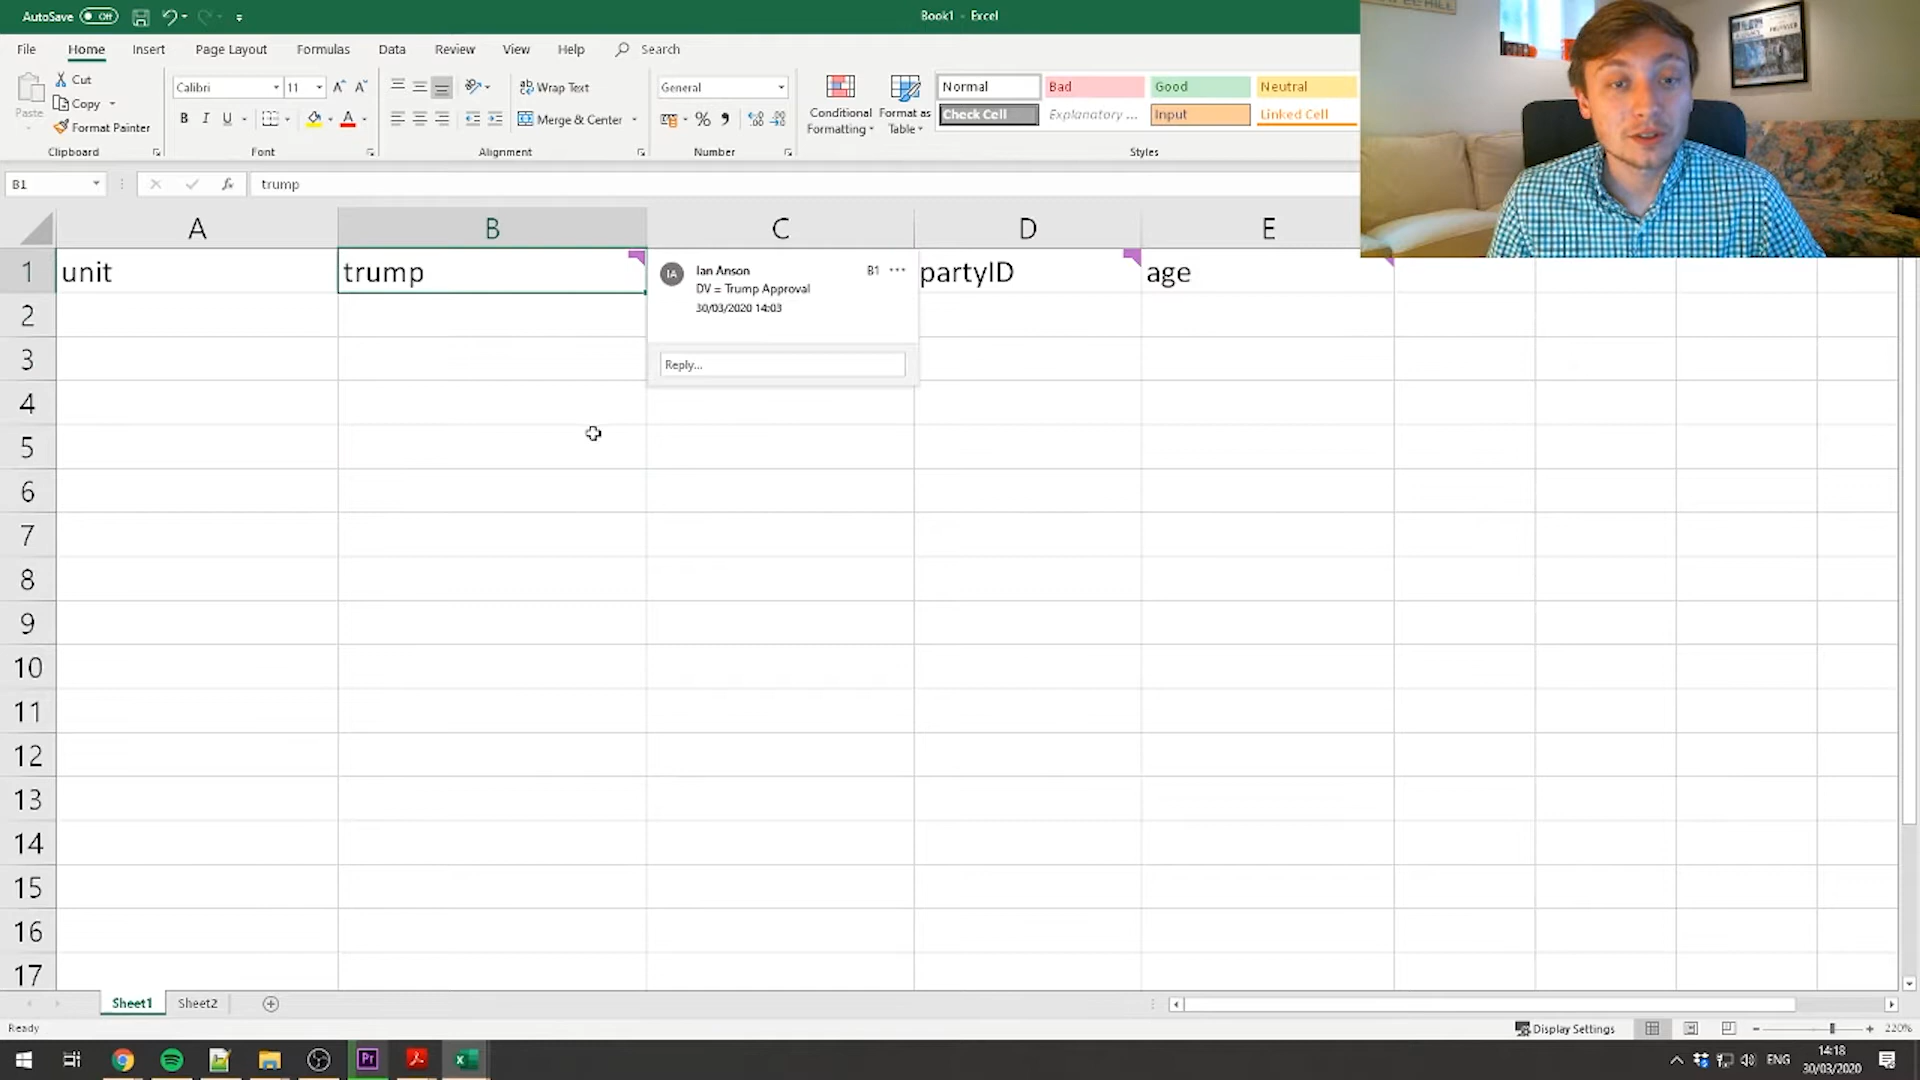 AutoSave Off
Book1 - Excel
File Home Insert Page Layout Formulas Data Review View Help Search
Paste
Cut
Copy
Format Painter
Clipboard
Calibri 11
B I U
Font
Wrap Text
Merge & Center
Alignment
General
Number
Conditional Formatting
Format as Table
Normal Bad Good Neutral
Check Cell Explanatory ... Input Linked Cell
Styles
B1 fx trump
A B C D E
1 unit trump partyID age
IA Ian Anson B1 ...
DV = Trump Approval
30/03/2020 14:03
Reply...
2
3
4
5
6
7
8
9
10
11
12
13
14
15
16
17
Sheet1 Sheet2
Ready
Display Settings
220%
Pr
ENG
14:18
30/03/2020